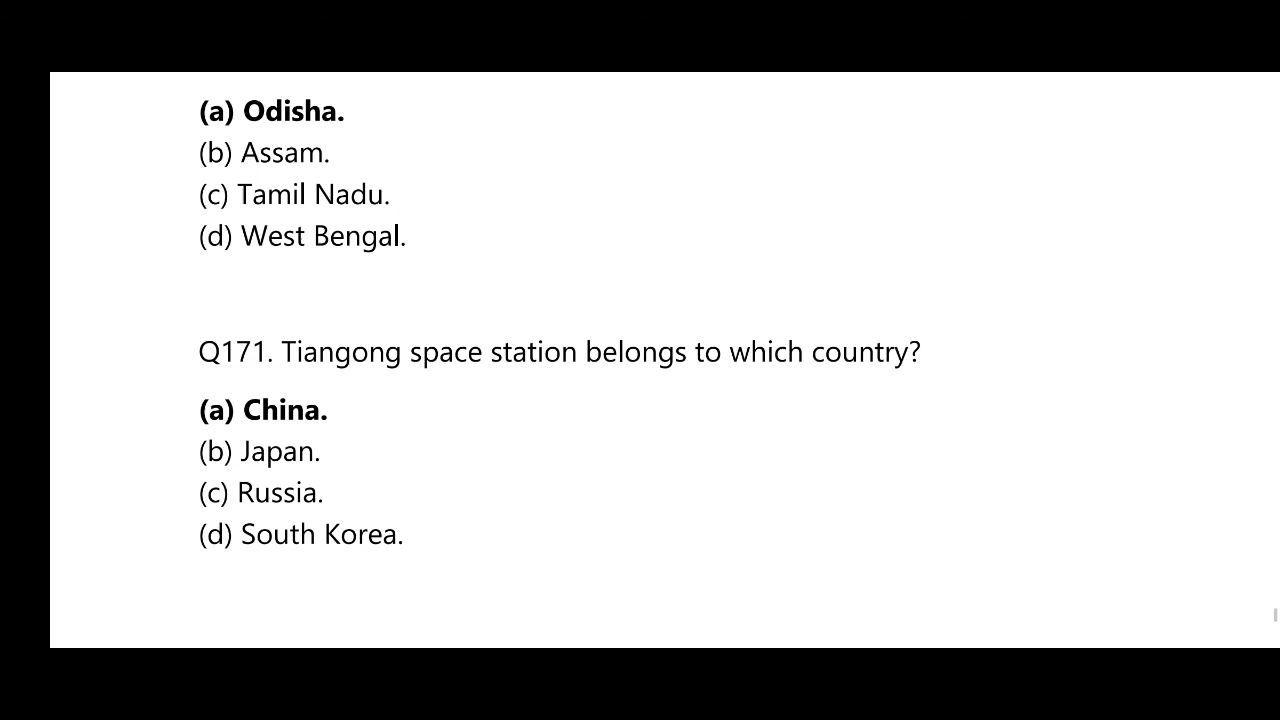 (a) Odisha.
(b) Assam.
(c) Tamil Nadu.
(d) West Bengal.
Q171. Tiangong space station belongs to which country?
(a) China.
(b) Japan.
(c) Russia.
(d) South Korea.